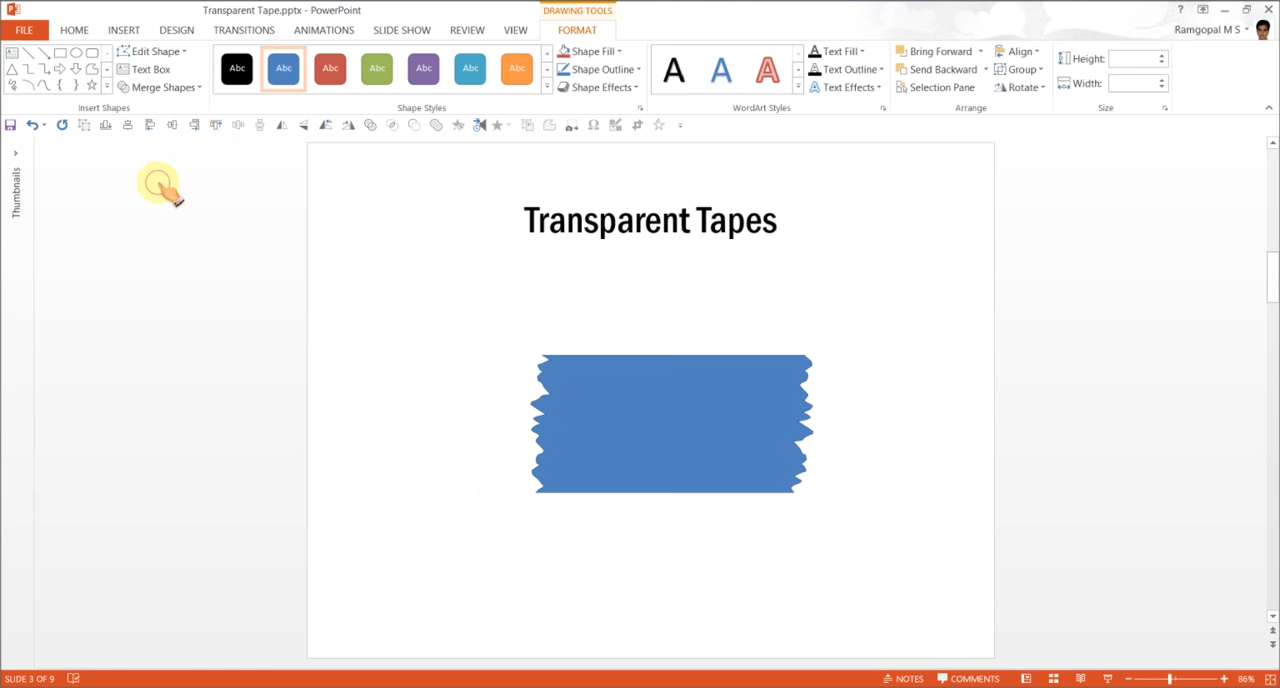 Transparent Tape.pptx - PowerPoint
DRAWING TOOLS
?
FILE HOME INSERT DESIGN TRANSITIONS ANIMATIONS SLIDE SHOW REVIEW VIEW FORMAT
Ramgopal M S
Edit Shape
Text Box
Merge Shapes
Insert Shapes
Abc Abc Abc Abc Abc Abc Abc
Shape Styles
Shape Fill
Shape Outline
Shape Effects
A A A
WordArt Styles
Text Fill
Text Outline
Text Effects
Bring Forward
Send Backward
Selection Pane
Align
Group
Rotate
Arrange
Height:
Width:
Size
Thumbnails
Transparent Tapes
SLIDE 3 OF 9
NOTES
COMMENTS
86%